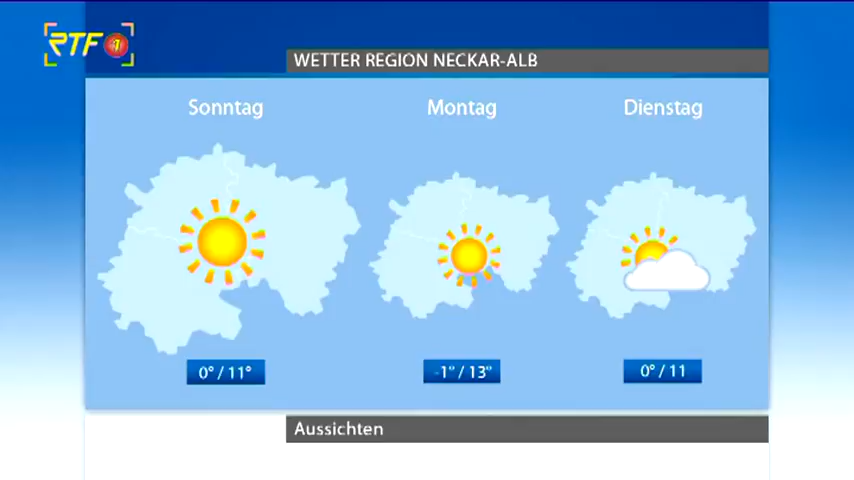 RTF 1
WETTER REGION NECKAR-ALB
Sonntag
Montag
Dienstag
0° / 11°
-1° / 13°
0° / 11
Aussichten